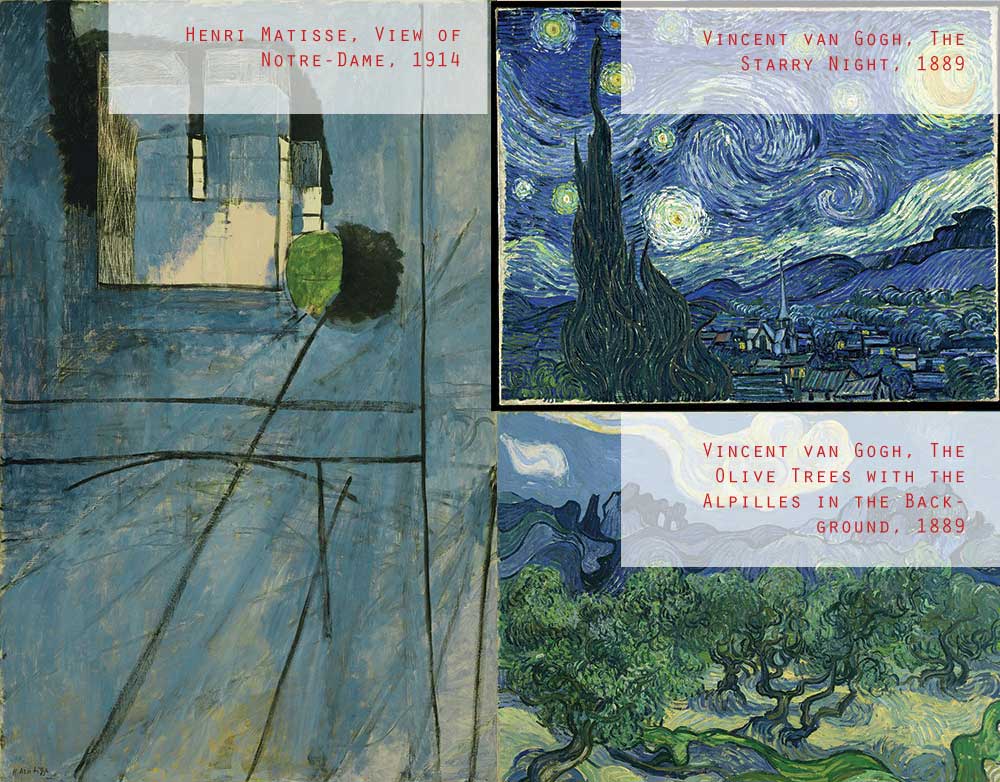 Henri Matisse, View of
Notre-Dame, 1914
Vincent van Gogh, The
Starry Night, 1889
Vincent van Gogh, The
Olive Trees with the
Alpilles in the Back-
ground, 1889